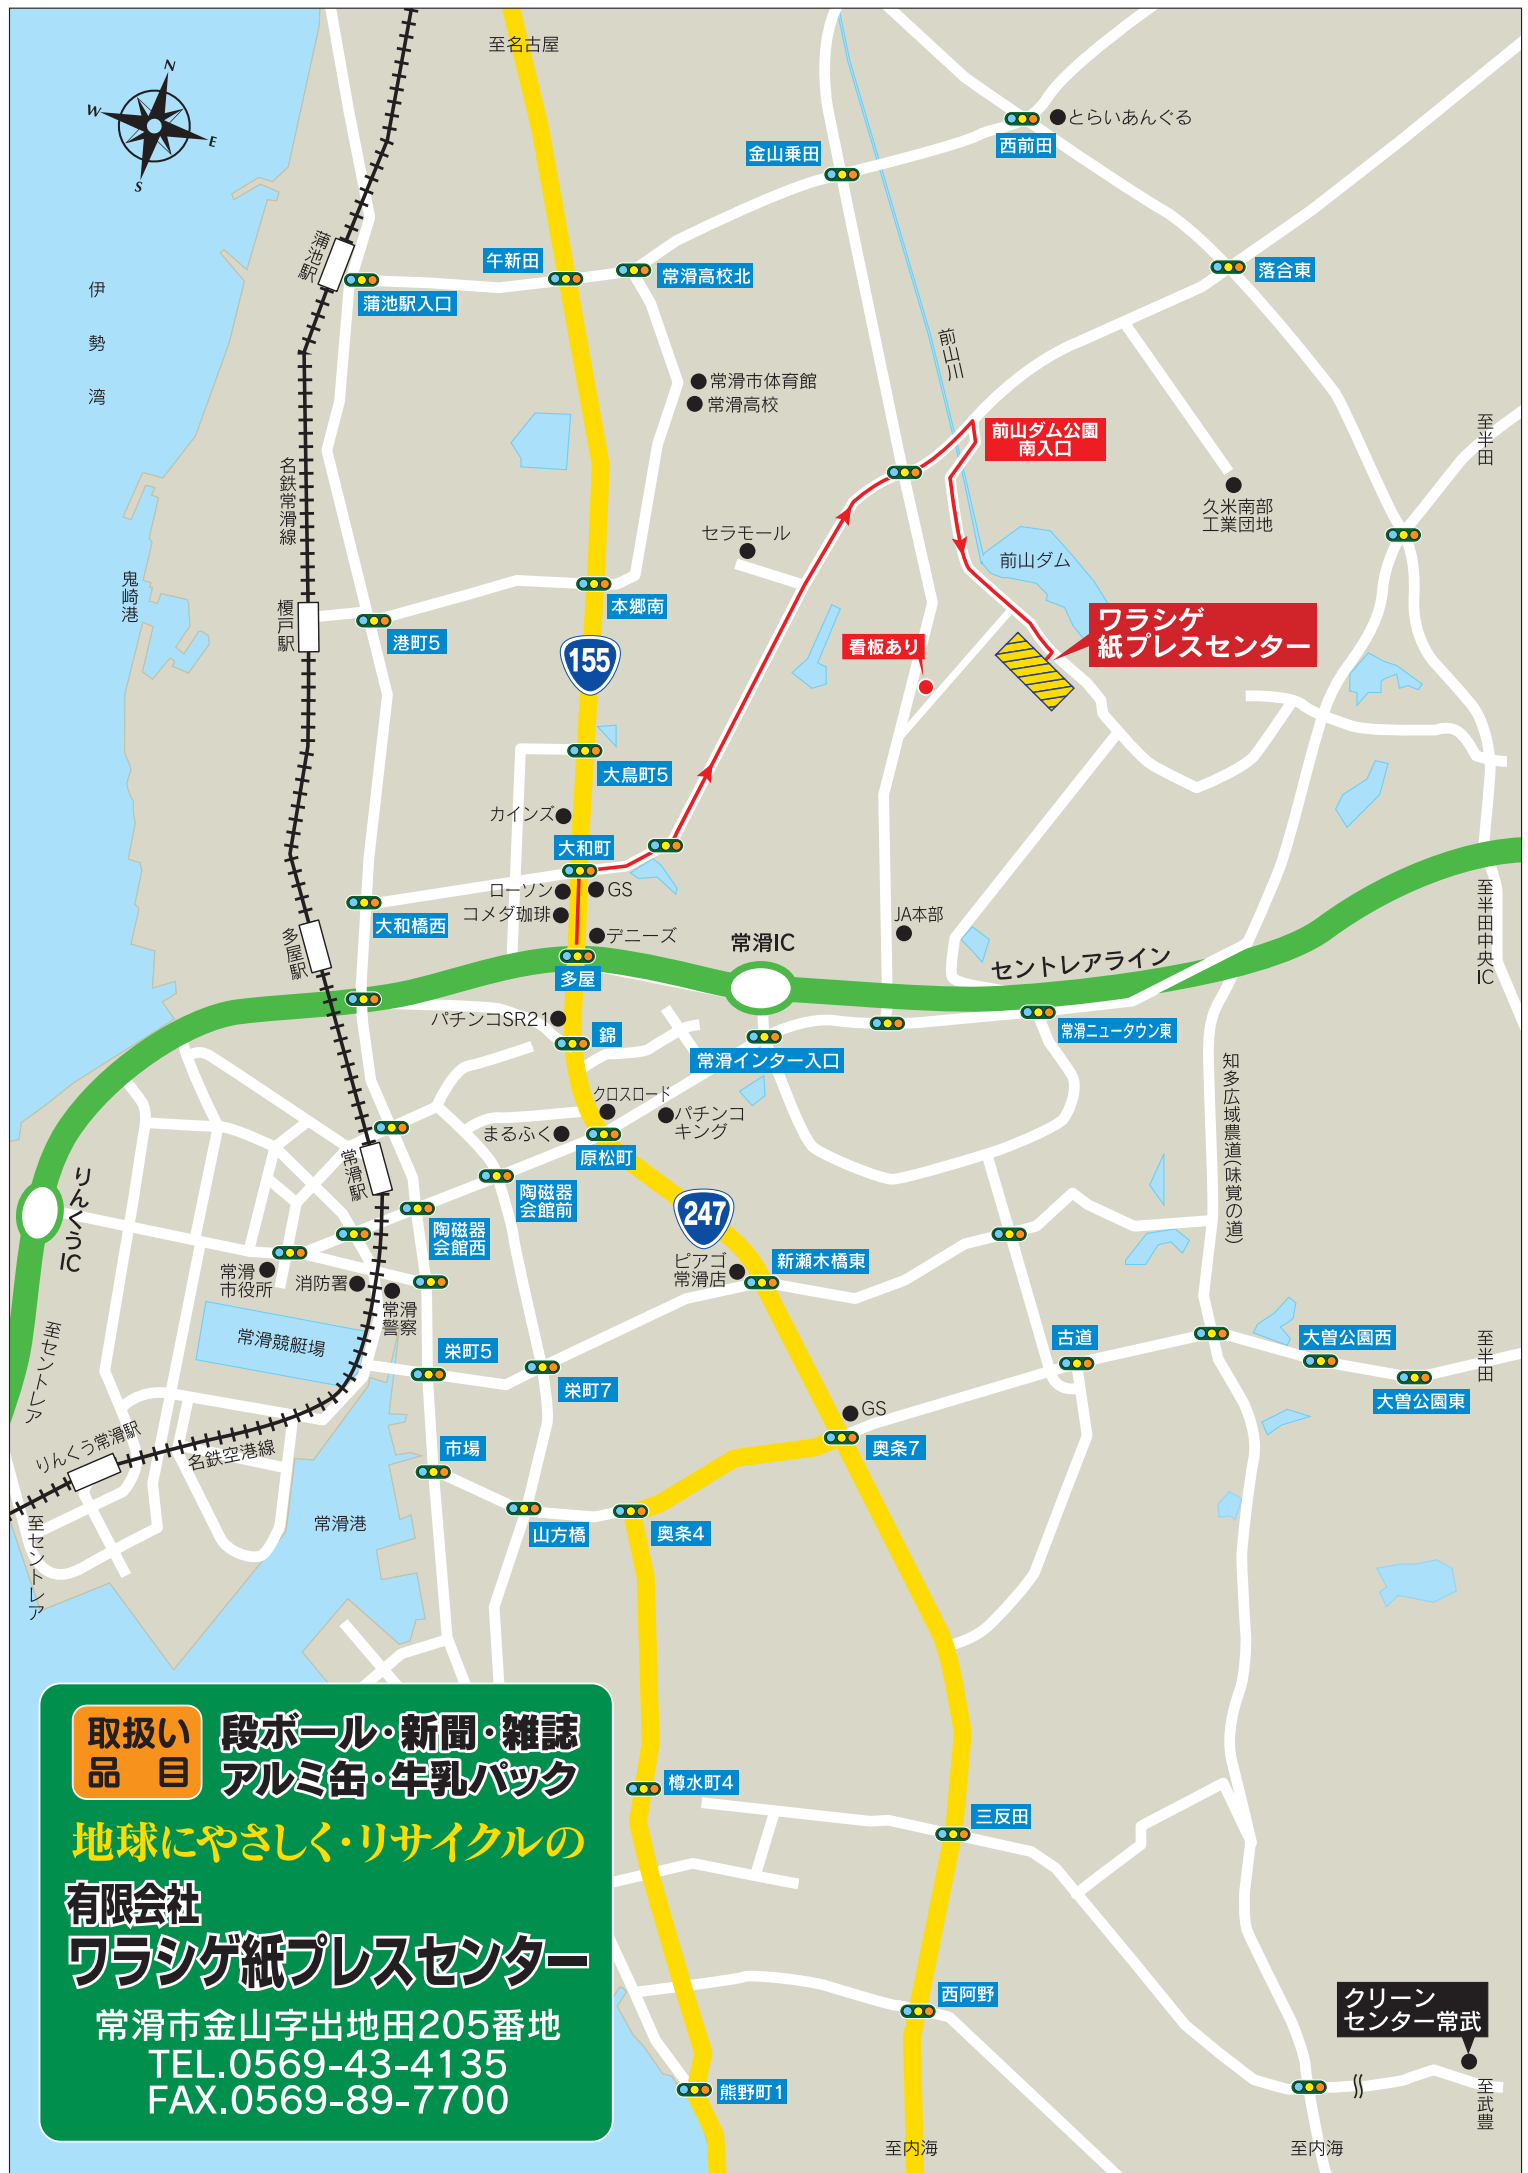 至名古屋
N
W
E
S
とらいあんぐる
西前田
金山乗田
蒲池駅
午新田
常滑高校北
落合東
蒲池駅入口
伊勢湾
前山川
常滑市体育館
常滑高校
至半田
前山ダム公園
南入口
名鉄常滑線
久米南部
工業団地
セラモール
前山ダム
鬼崎港
榎戸駅
本郷南
港町5
ワラシゲ
紙プレスセンター
看板あり
155
大鳥町5
カインズ
大和町
ローソン
GS
コメダ珈琲
大和橋西
デニーズ
JA本部
常滑IC
セントレアライン
至半田中央IC
多屋駅
多屋
パチンコSR21
錦
常滑ニュータウン東
常滑インター入口
知多広域農道(味覚の道)
クロスロード
パチンコ
キング
まるふく
原松町
常滑駅
りんくうIC
陶磁器
会館前
247
陶磁器
会館西
ピアゴ
常滑店
新瀬木橋東
常滑
市役所
消防署
常滑
警察
至セントレア
常滑競艇場
栄町5
古道
大曽公園西
至半田
栄町7
大曽公園東
GS
りんくう常滑駅
名鉄空港線
市場
奥条7
至セントレア
常滑港
山方橋
奥条4
取扱い
品目
段ボール・新聞・雑誌
アルミ缶・牛乳パック
樽水町4
三反田
地球にやさしく・リサイクルの
有限会社
ワラシゲ紙プレスセンター
西阿野
クリーン
センター常武
常滑市金山字出地田205番地
TEL.0569-43-4135
FAX.0569-89-7700
熊野町1
至武豊
至内海
至内海